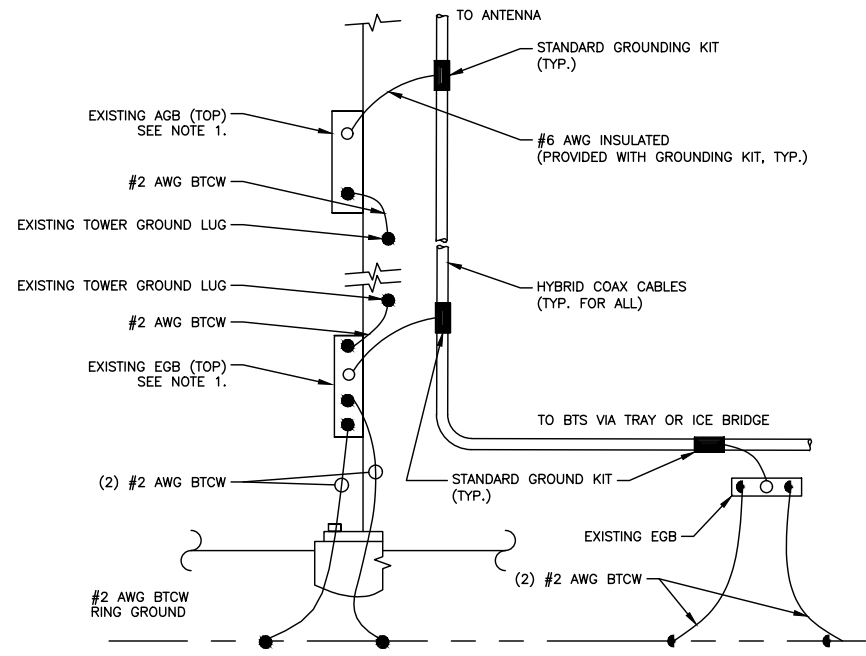 TO ANTENNA
STANDARD GROUNDING KIT
(TYP.)
EXISTING AGB (TOP)
SEE NOTE 1.
#6 AWG INSULATED
(PROVIDED WITH GROUNDING KIT, TYP.)
#2 AWG BTCW
EXISTING TOWER GROUND LUG
EXISTING TOWER GROUND LUG
HYBRID COAX CABLES
(TYP. FOR ALL)
#2 AWG BTCW
EXISTING EGB (TOP)
SEE NOTE 1.
TO BTS VIA TRAY OR ICE BRIDGE
(2) #2 AWG BTCW
STANDARD GROUND KIT
(TYP.)
EXISTING EGB
(2) #2 AWG BTCW
#2 AWG BTCW
RING GROUND